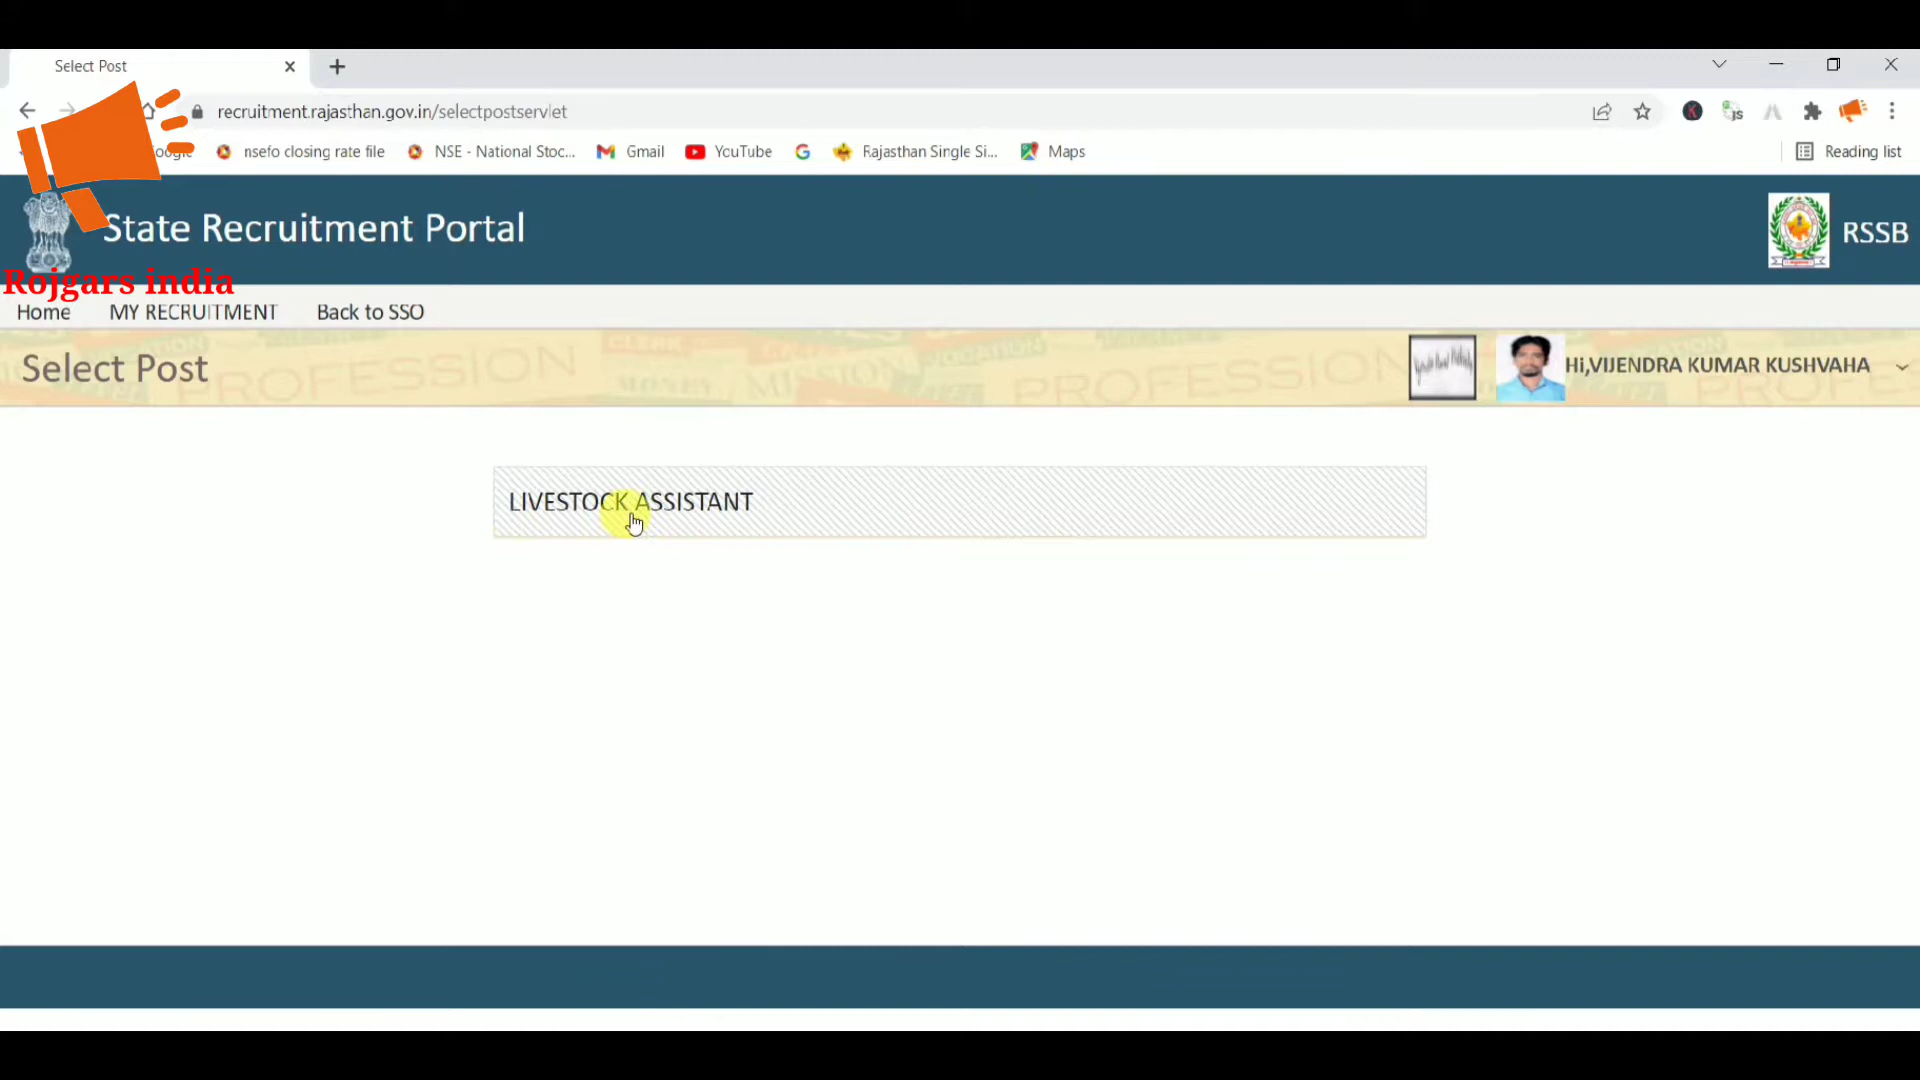 Select Post
recruitment.rajasthan.gov.in/selectpostservlet
nsefo closing rate file
NSE - National Stoc...
Gmail
YouTube
Rajasthan Single Si...
Maps
Reading list
State Recruitment Portal
RSSB
Rojgars india
Home
MY RECRUITMENT
Back to SSO
Select Post
PROFESSION
MISSION
PROFESSION
Hi,VIJENDRA KUMAR KUSHVAHA
LIVESTOCK ASSISTANT